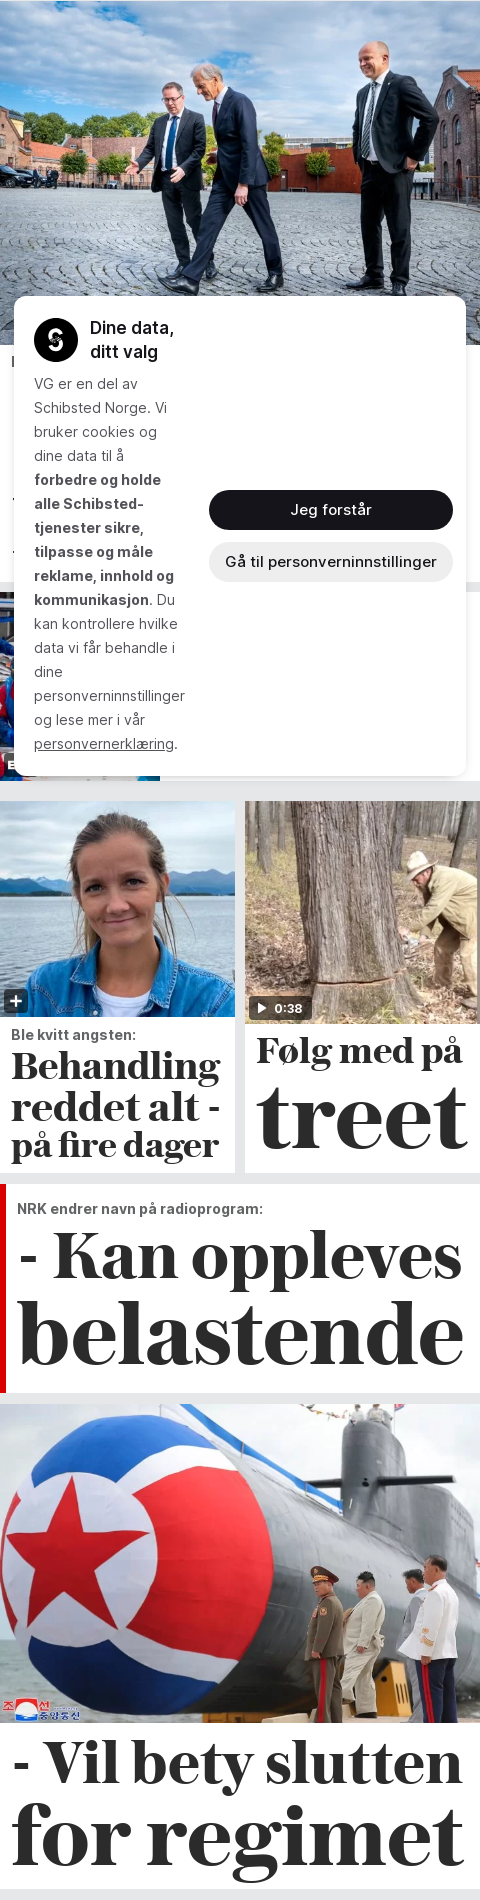 Dine data,
ditt valg
VG er en del av
Schibsted Norge. Vi
bruker cookies og
dine data til å
forbedre og holde
alle Schibsted-
tjenester sikre,
tilpasse og måle
reklame, innhold og
kommunikasjon. Du
kan kontrollere hvilke
data vi får behandle i
dine
personverninnstillinger
og lese mer i vår
personvernerklæring.
Jeg forstår
Gå til personverninnstillinger
Ble kvitt angsten:
Behandling
reddet alt -
på fire dager
0:38
Følg med på
treet
NRK endrer navn på radioprogram:
- Kan oppleves
belastende
조선
중앙통신
- Vil bety slutten
for regimet